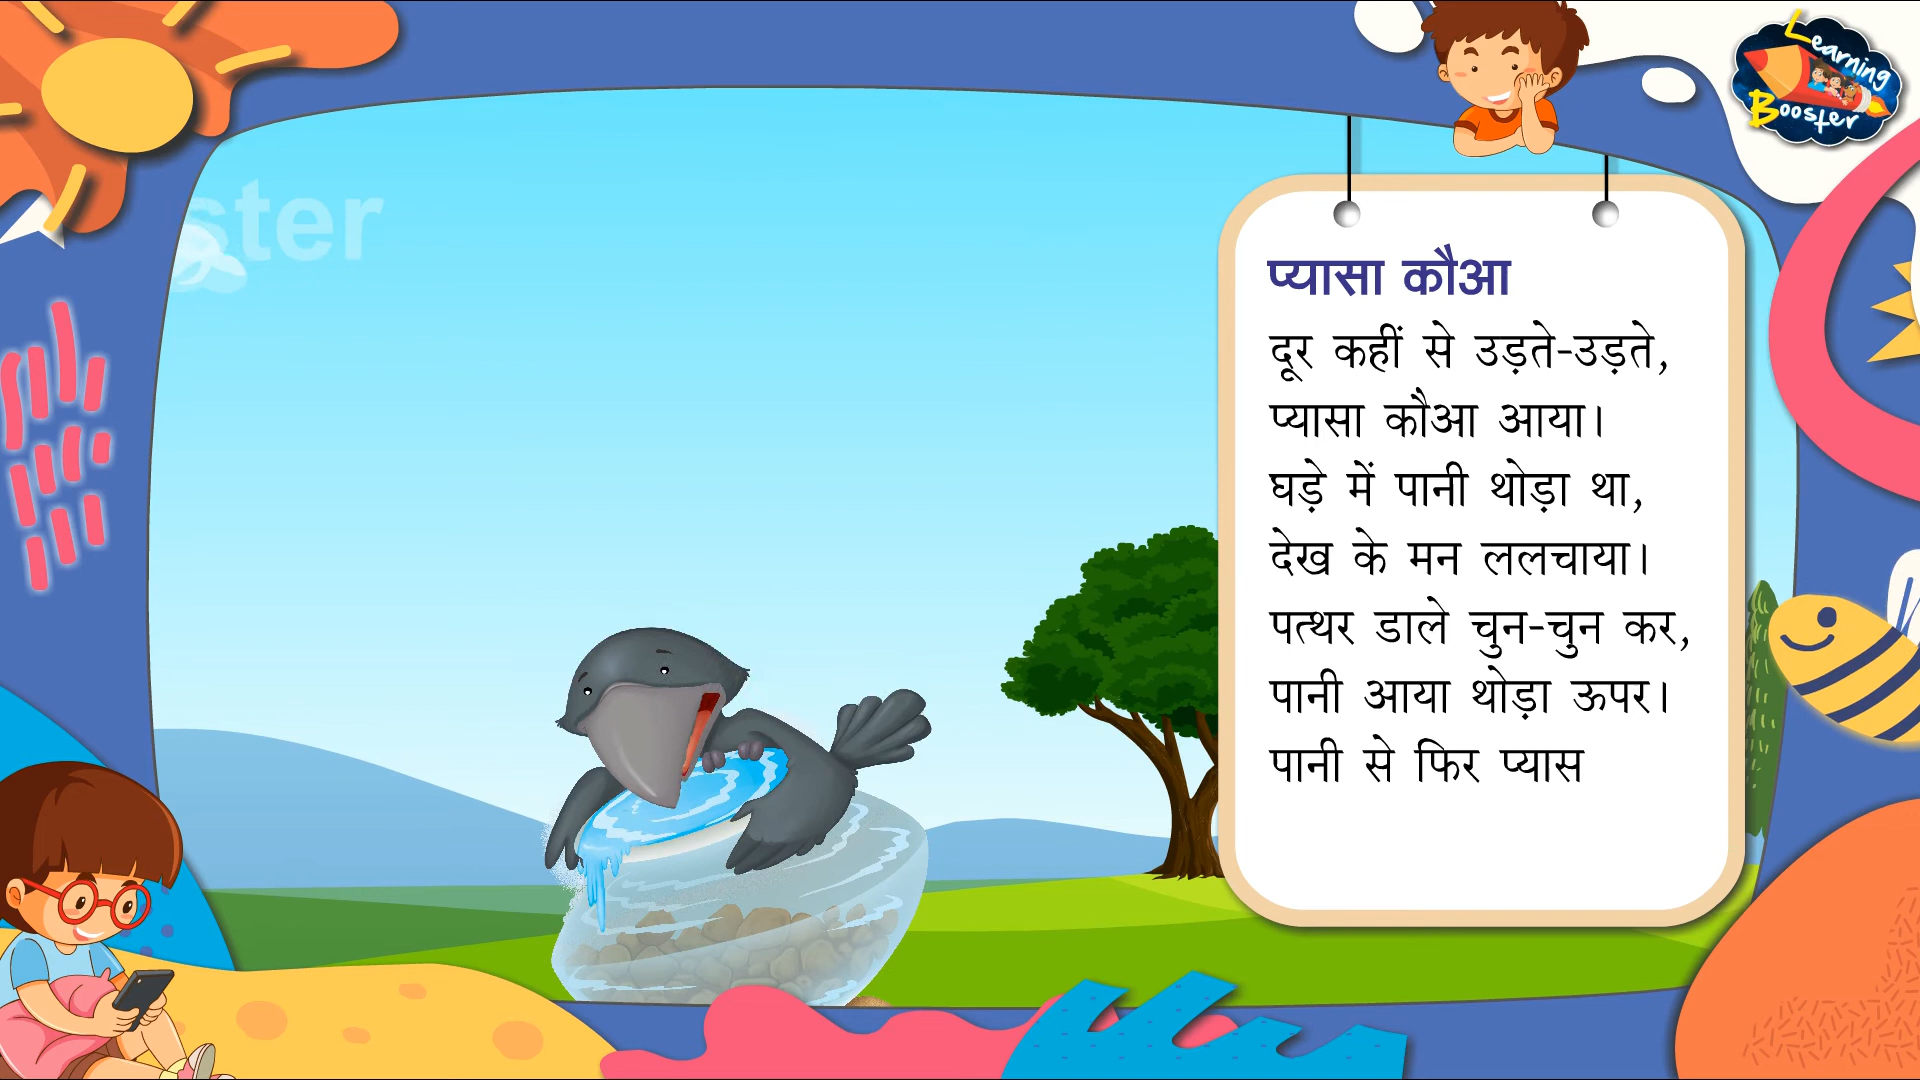 Learning
Booster
ster
प्यासा कौआ
दूर कहीं से उड़ते-उड़ते,
प्यासा कौआ आया।
घड़े में पानी थोड़ा था,
देख के मन ललचाया।
पत्थर डाले चुन-चुन कर,
पानी आया थोड़ा ऊपर।
पानी से फिर प्यास